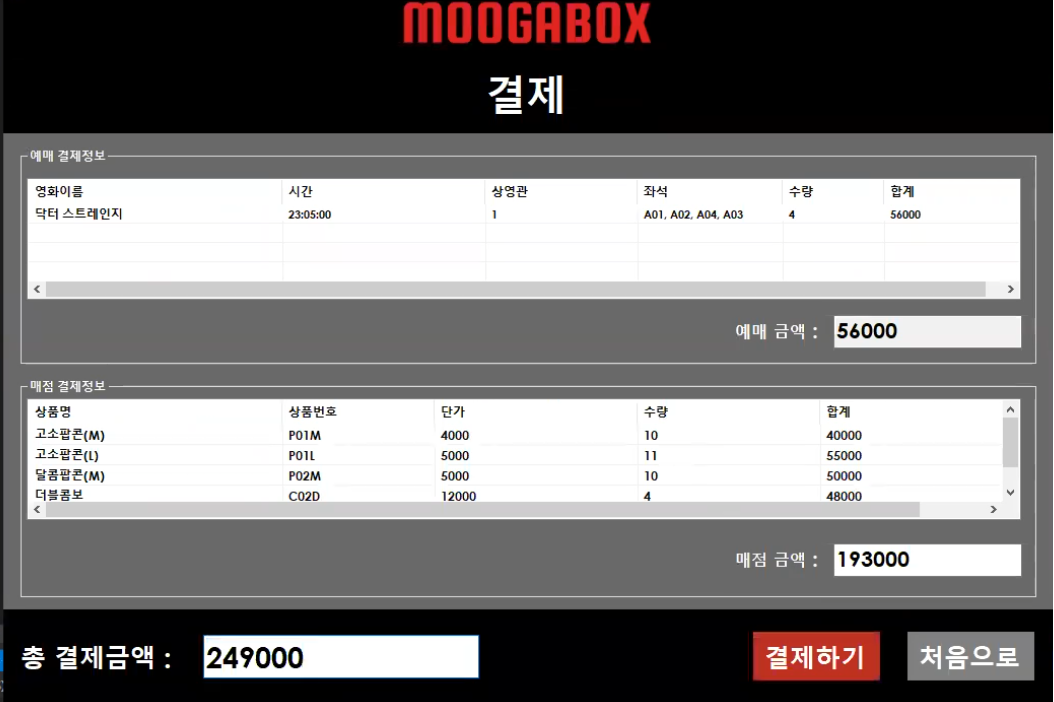 MOOGABOX
결제
예매 결제정보
영화이름 시간 상영관 좌석 수량 합계
닥터 스트레인지 23:05:00 1 A01, A02, A04, A03 4 56000
예매 금액 : 56000
매점 결제정보
상품명 상품번호 단가 수량 합계
고소팝콘(M) P01M 4000 10 40000
고소팝콘(L) P01L 5000 11 55000
달콤팝콘(M) P02M 5000 10 50000
더블콤보 C02D 12000 4 48000
매점 금액 : 193000
총 결제금액 : 249000 결제하기 처음으로